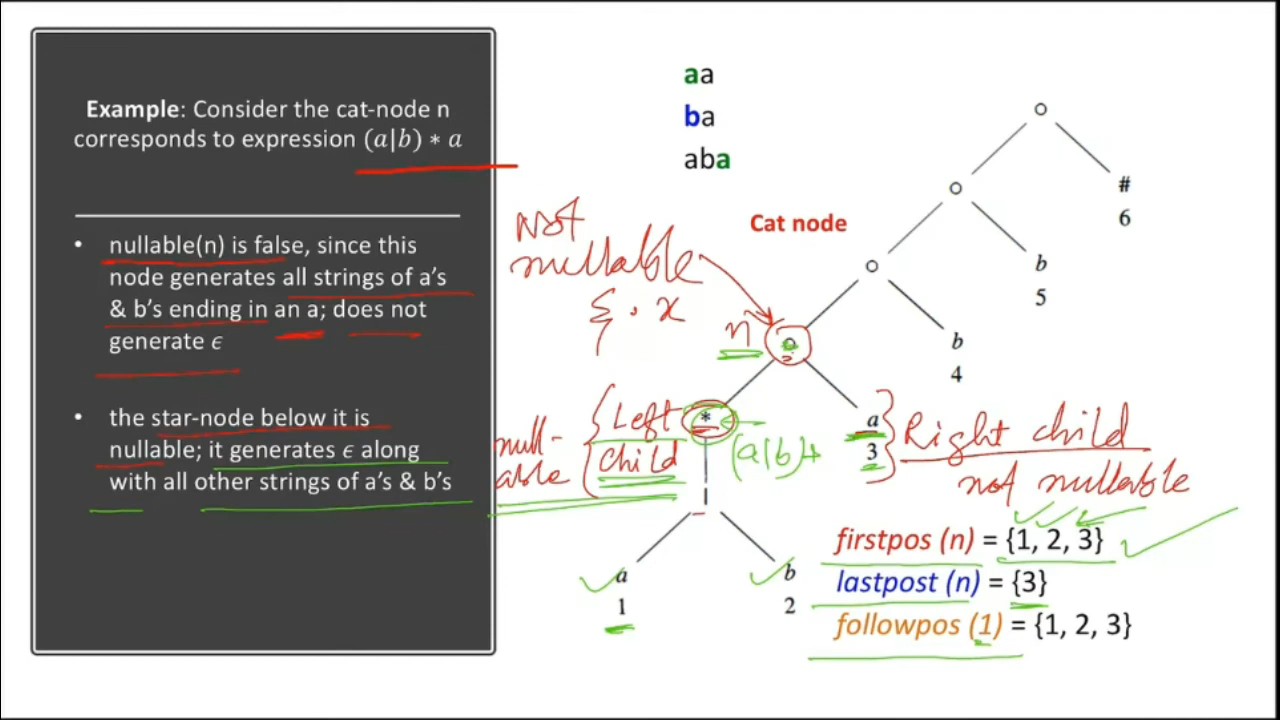 Example: Consider the cat-node n
corresponds to expression (a|b) * a
• nullable(n) is false, since this
node generates all strings of a's
& b's ending in an a; does not
generate ϵ
• the star-node below it is
nullable; it generates ϵ along
with all other strings of a's & b's
aa
ba
aba
Cat node
Not
nullable
n
*
Left
Child
null-
able
(a|b)*
|
a
1
b
2
a
3
Right child
not nullable
b
4
b
5
#
6
firstpos (n) = {1, 2, 3}
lastpost (n) = {3}
followpos (1) = {1, 2, 3}